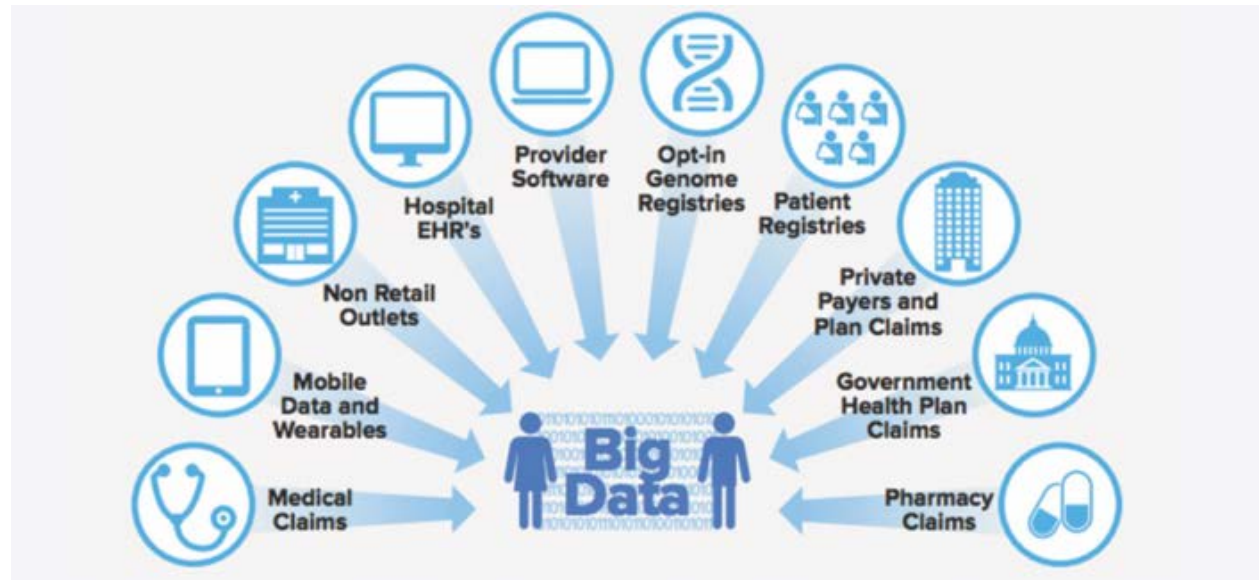 Provider
Software
Opt-in
Genome
Registries
Hospital
EHR's
Patient
Registries
Non Retail
Outlets
Private
Payers and
Plan Claims
Mobile
Data and
Wearables
Government
Health Plan
Claims
Medical
Claims
Big
Data
Pharmacy
Claims